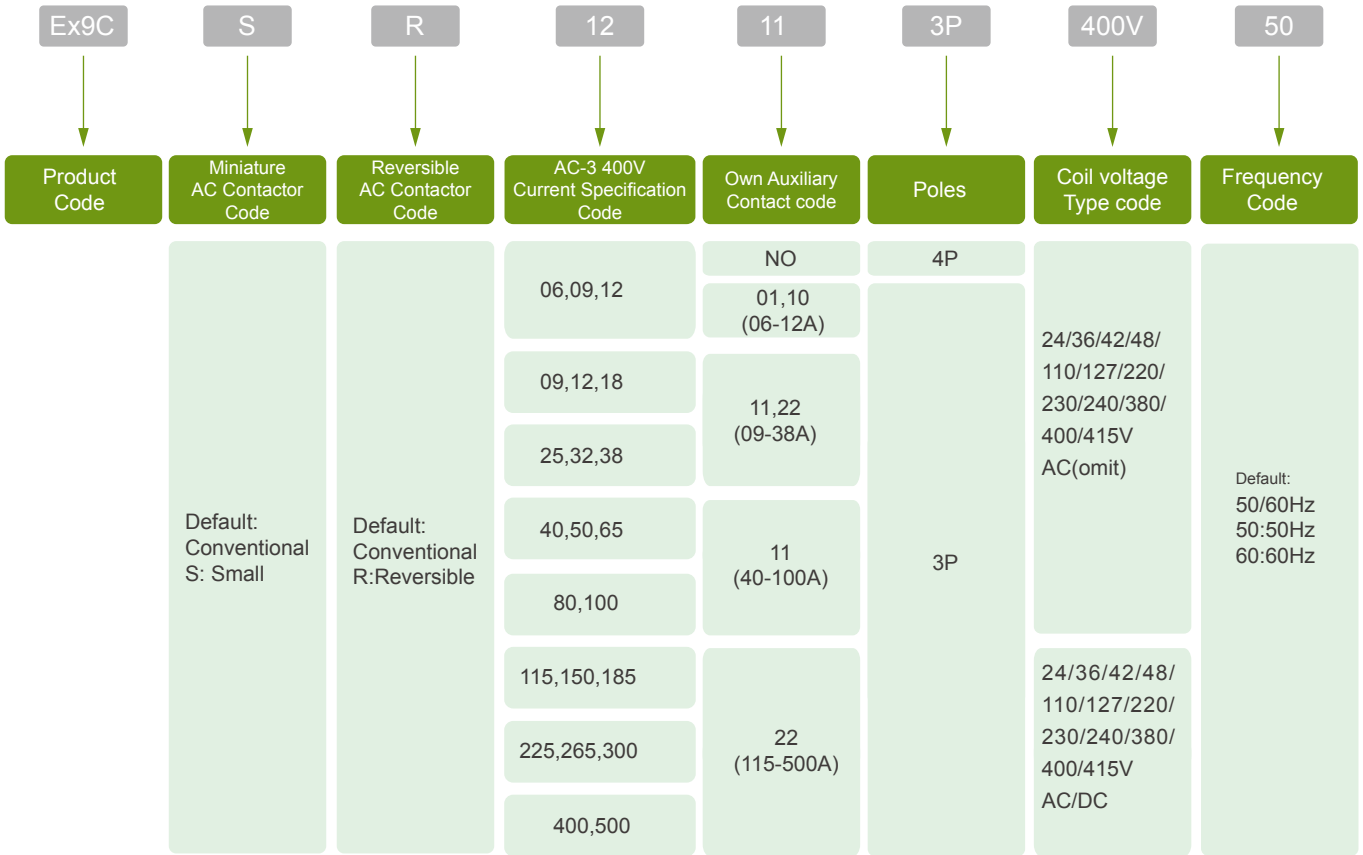 Ex9C
S
R
12
11
3P
400V
50
Product
Code
Miniature
AC Contactor
Code
Reversible
AC Contactor
Code
AC-3 400V
Current Specification
Code
Own Auxiliary
Contact code
Poles
Coil voltage
Type code
Frequency
Code
Default:
Conventional
S: Small
Default:
Conventional
R:Reversible
06,09,12
09,12,18
25,32,38
40,50,65
80,100
115,150,185
225,265,300
400,500
NO
01,10
(06-12A)
11,22
(09-38A)
11
(40-100A)
22
(115-500A)
4P
3P
24/36/42/48/
110/127/220/
230/240/380/
400/415V
AC(omit)
24/36/42/48/
110/127/220/
230/240/380/
400/415V
AC/DC
Default:
50/60Hz
50:50Hz
60:60Hz